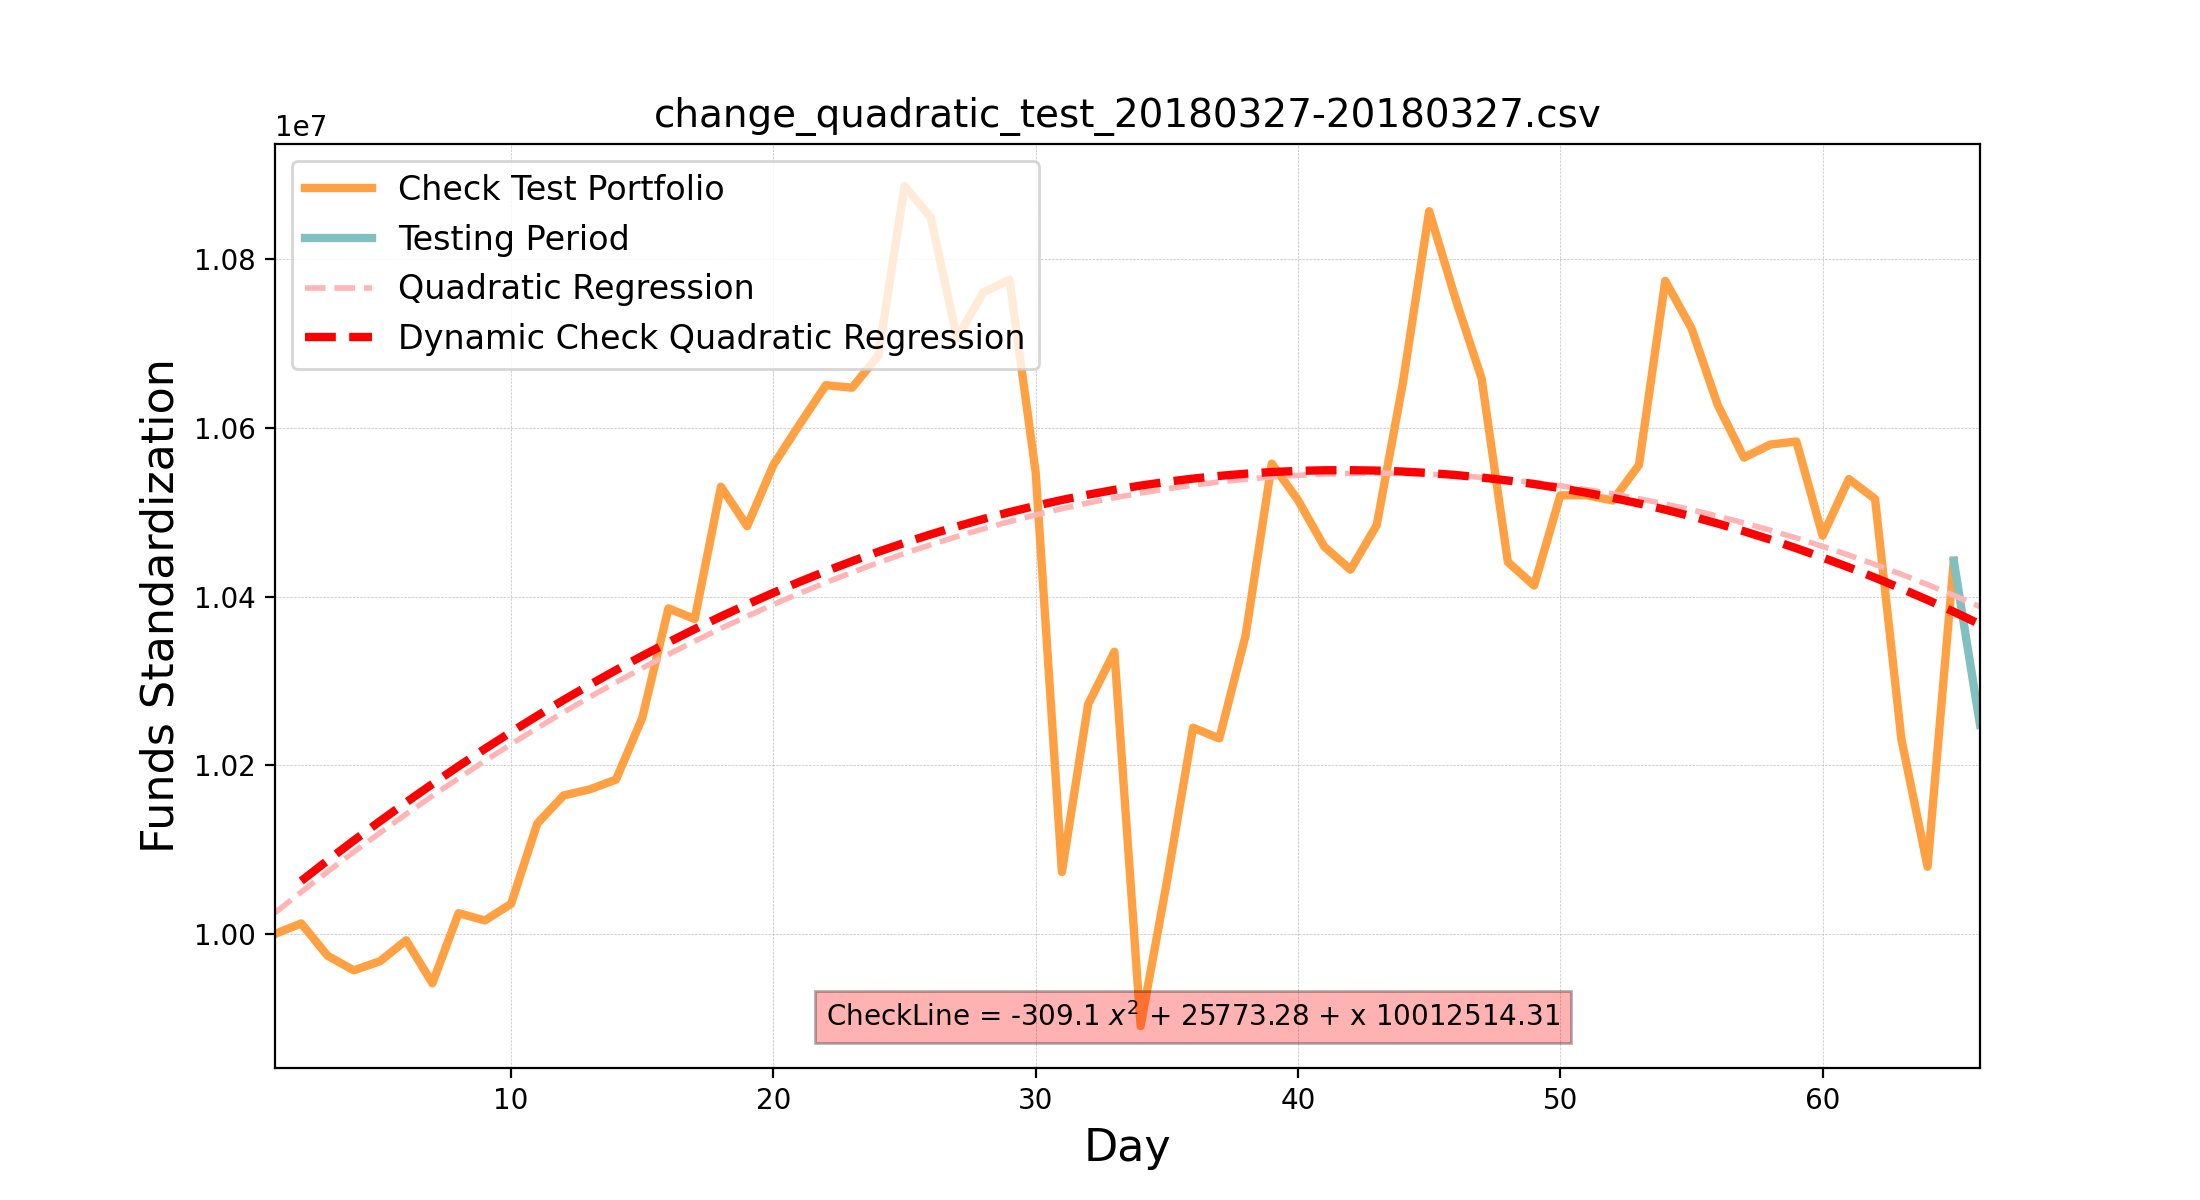 change_quadratic_test_20180327-20180327.csv
1e7
Check Test Portfolio
Testing Period
Quadratic Regression
Dynamic Check Quadratic Regression
Funds Standardization
1.08
1.06
1.04
1.02
1.00
CheckLine = -309.1 x² + 25773.28 + x 10012514.31
10 20 30 40 50 60
Day